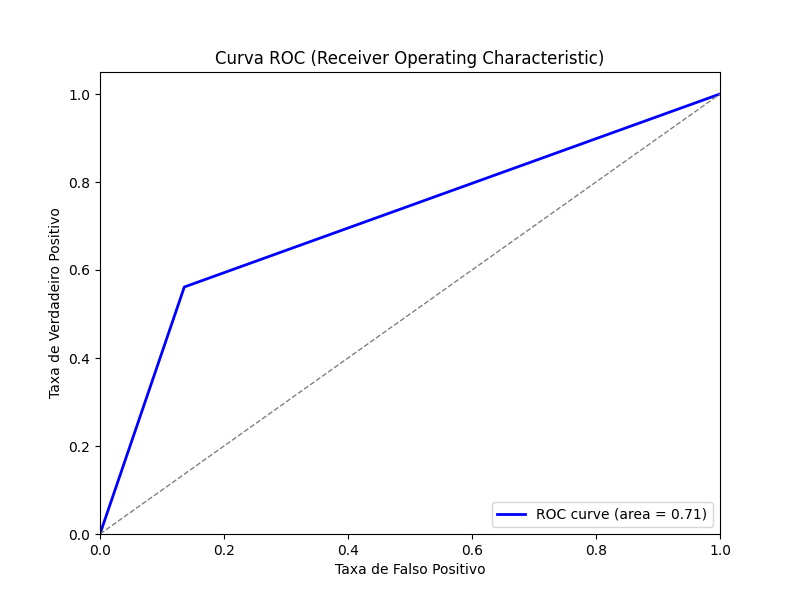 Curva ROC (Receiver Operating Characteristic)
1.0
0.8
0.6
0.4
0.2
0.0
Taxa de Verdadeiro Positivo
ROC curve (area = 0.71)
0.0 0.2 0.4 0.6 0.8 1.0
Taxa de Falso Positivo